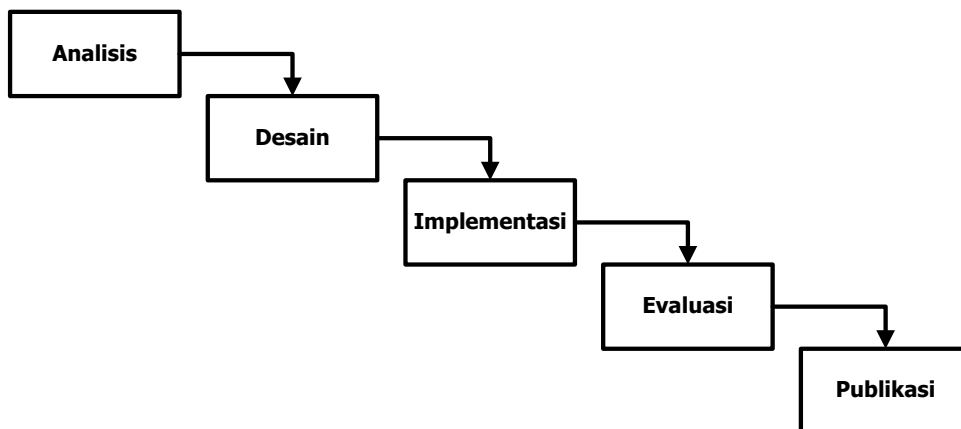 Analisis
Desain
Implementasi
Evaluasi
Publikasi